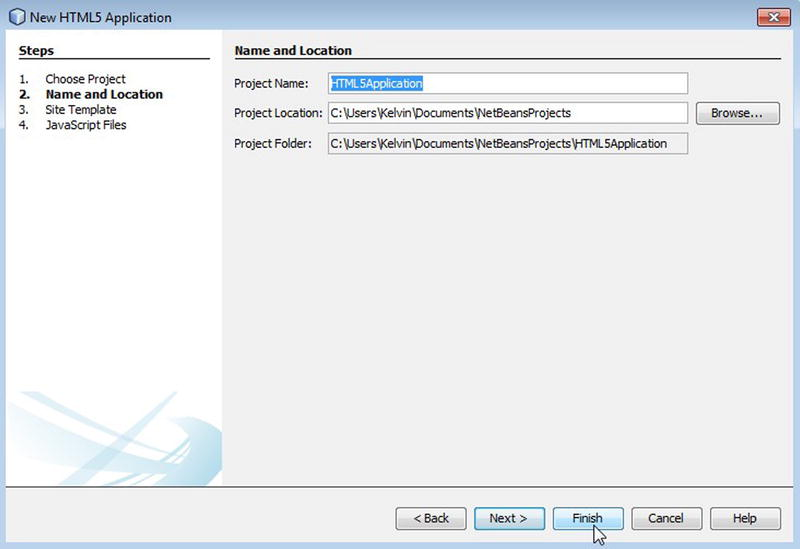 New HTML5 Application
Steps
1. Choose Project
2. Name and Location
3. Site Template
4. JavaScript Files
Name and Location
Project Name: HTML5Application
Project Location: C:\Users\Kelvin\Documents\NetBeansProjects Browse...
Project Folder: C:\Users\Kelvin\Documents\NetBeansProjects\HTML5Application
< Back Next > Finish Cancel Help